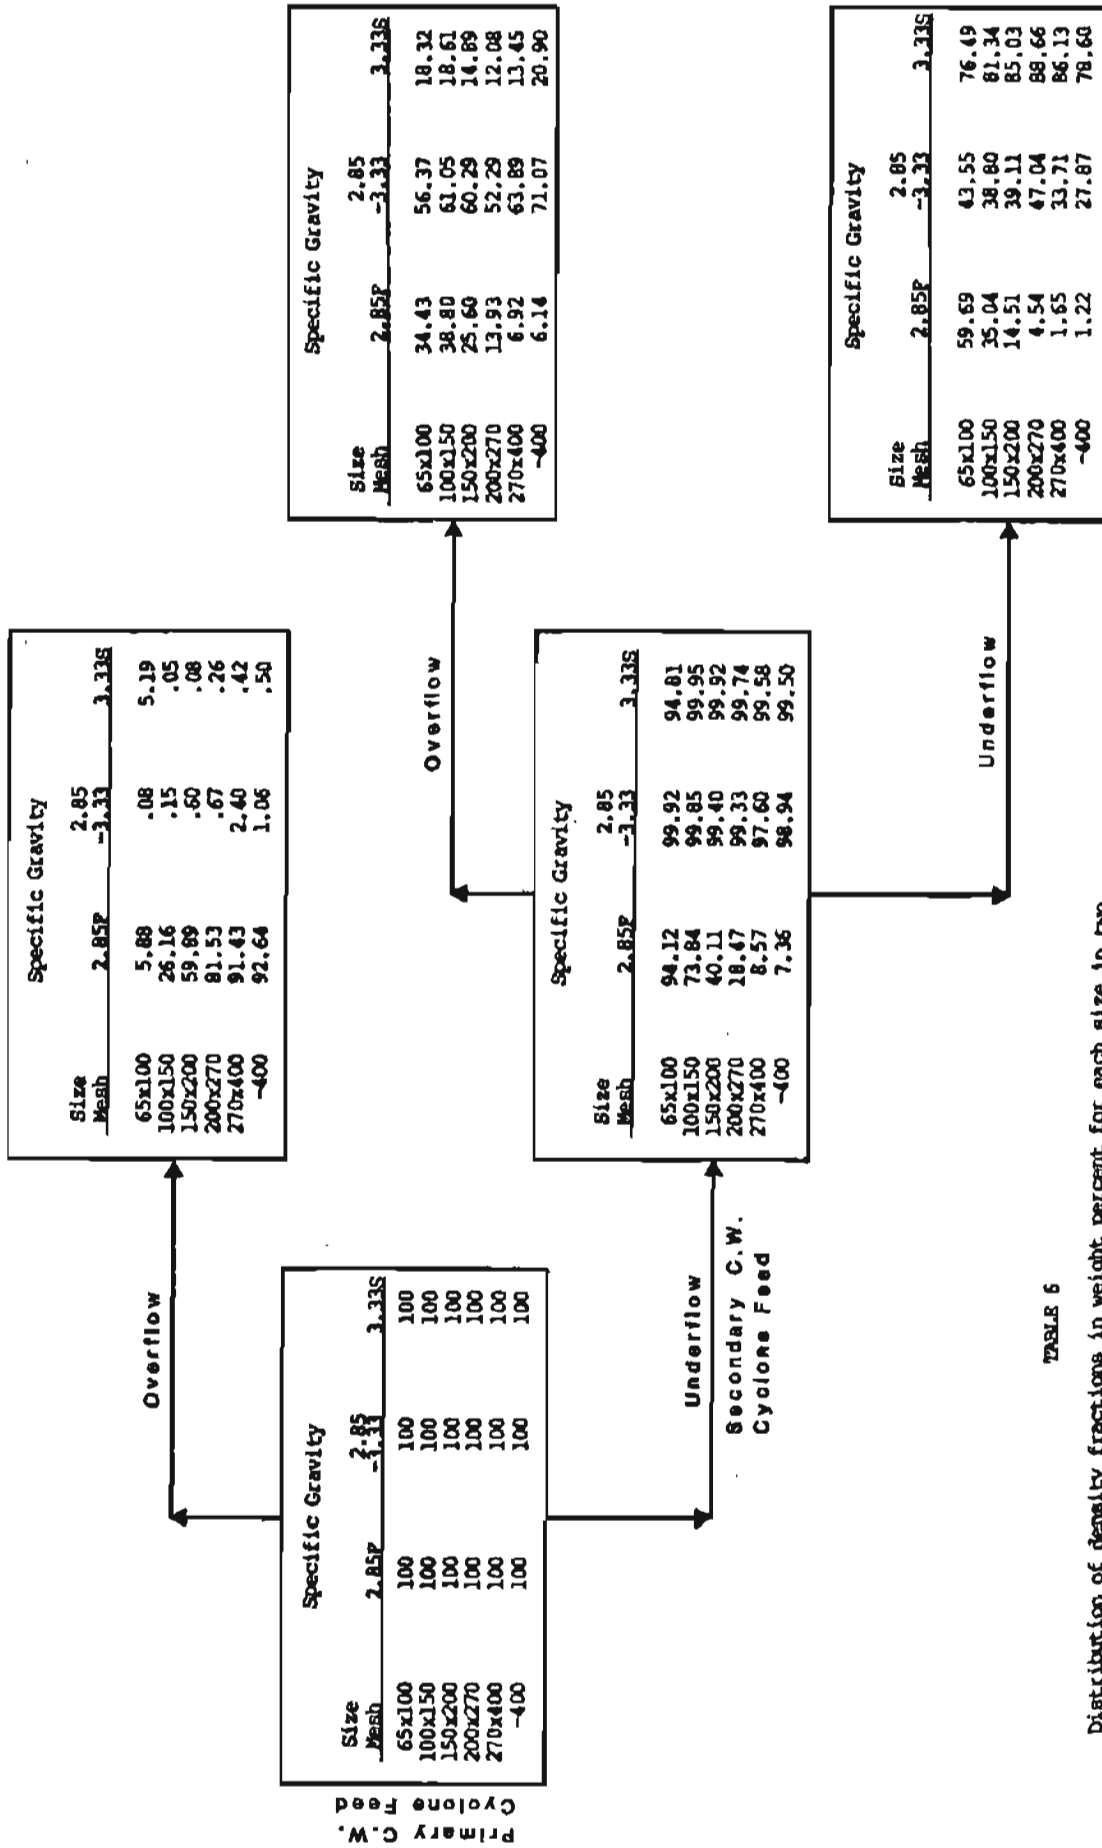 Primary C.W.
Cyclone Feed
Specific Gravity
Size 2.85
Mesh 2.85F -3.33 3.33S
65x100 100 100 100
100x150 100 100 100
150x200 100 100 100
200x270 100 100 100
270x400 100 100 100
-400 100 100 100
Overflow
Specific Gravity
Size 2.85
Mesh 2.85F -3.33 3.33S
65x100 5.88 .08 5.19
100x150 26.16 .15 .05
150x200 59.89 .60 .08
200x270 81.53 .67 .26
270x400 91.43 2.40 .42
-400 92.64 1.06 .50
Underflow
Secondary C.W.
Cyclone Feed
Specific Gravity
Size 2.85
Mesh 2.85F -3.33 3.33S
65x100 94.12 99.92 94.81
100x150 73.84 99.85 99.95
150x200 40.11 99.40 99.92
200x270 18.47 99.33 99.74
270x400 8.57 97.60 99.58
-400 7.36 98.94 99.50
Overflow
Specific Gravity
Size 2.85
Mesh 2.85F -3.33 3.33S
65x100 34.43 56.37 18.32
100x150 38.80 61.05 18.61
150x200 25.60 60.29 14.89
200x270 13.93 52.29 12.08
270x400 6.92 63.89 13.45
-400 6.14 71.07 20.90
Underflow
Specific Gravity
Size 2.85
Mesh 2.85F -3.33 3.33S
65x100 59.69 43.55 76.49
100x150 35.04 38.80 81.34
150x200 14.51 39.11 85.03
200x270 4.54 47.04 88.66
270x400 1.65 33.71 86.13
-400 1.22 27.87 78.60
TABLE 6
Distribution of density fractions in weight percent for each size in two